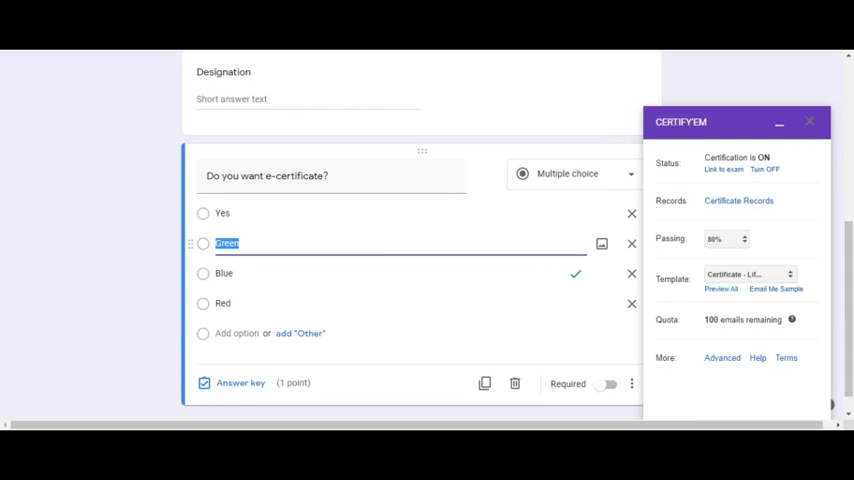 Designation
Short answer text
Do you want e-certificate?
Multiple choice
Yes
Green
Blue
Red
Add option or add "Other"
Answer key (1 point)
Required
CERTIFY'EM
Status: Certification is ON
Link to exam Turn OFF
Records: Certificate Records
Passing: 80%
Template: Certificate - Lif...
Preview All Email Me Sample
Quota: 100 emails remaining ?
More: Advanced Help Terms